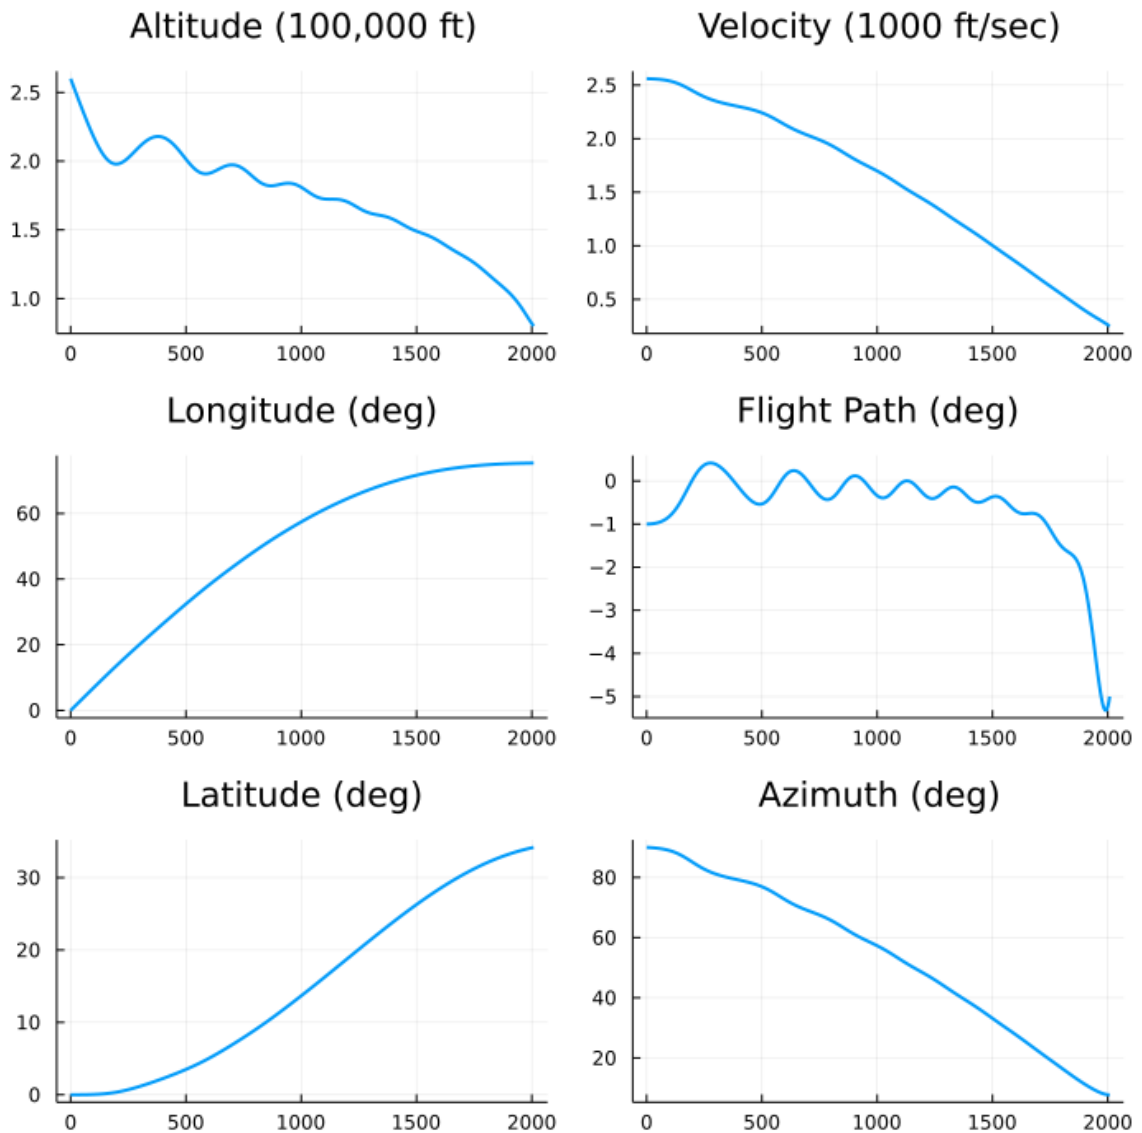 Altitude (100,000 ft)
2.5
2.0
1.5
1.0
0 500 1000 1500 2000
Velocity (1000 ft/sec)
2.5
2.0
1.5
1.0
0.5
0 500 1000 1500 2000
Longitude (deg)
60
40
20
0
0 500 1000 1500 2000
Flight Path (deg)
0
−1
−2
−3
−4
−5
0 500 1000 1500 2000
Latitude (deg)
30
20
10
0
0 500 1000 1500 2000
Azimuth (deg)
80
60
40
20
0 500 1000 1500 2000